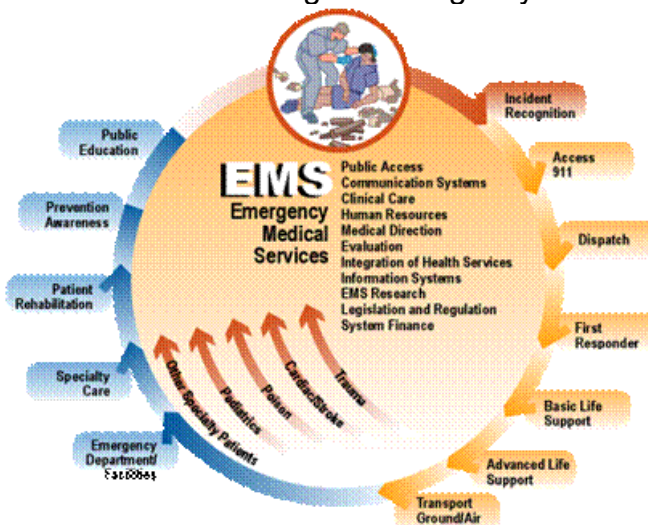 Incident
Recognition
Access
911
Dispatch
First
Responder
Basic Life
Support
Advanced Life
Support
Transport
Ground/Air
Emergency
Department/
Facilities
Specialty
Care
Patient
Rehabilitation
Prevention
Awareness
Public
Education
EMS
Emergency
Medical
Services
Public Access
Communication Systems
Clinical Care
Human Resources
Medical Direction
Evaluation
Integration of Health Services
Information Systems
EMS Research
Legislation and Regulation
System Finance
Other Specialty Patients
Pediatrics
Poison
Cardiac/Stroke
Trauma